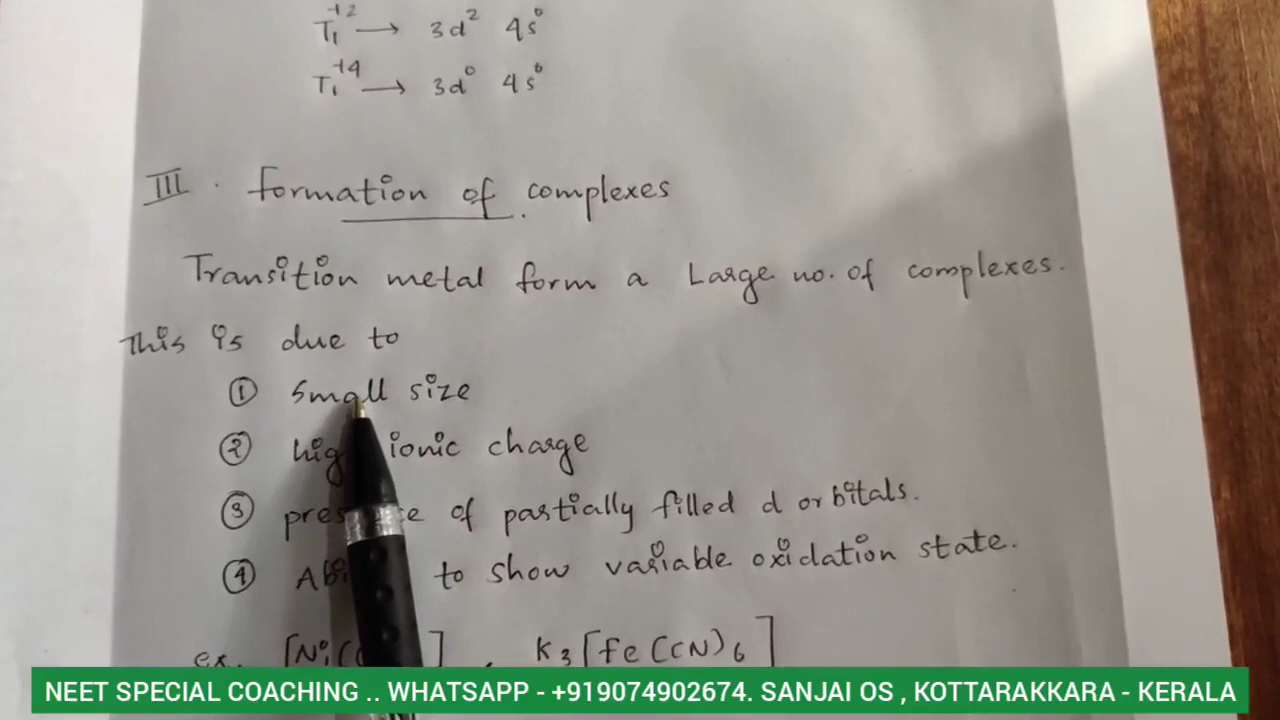 Ti+2 → 3d2 4s0
Ti+4 → 3d0 4s0
III. Formation of complexes
Transition metal form a Large no. of complexes.
This is due to
① Small size
② ionic charge
③ of partially filled d orbitals.
④ to show variable oxidation state.
ex. K3[Fe(CN)6]
NEET SPECIAL COACHING .. WHATSAPP - +919074902674. SANJAI OS , KOTTARAKKARA - KERALA